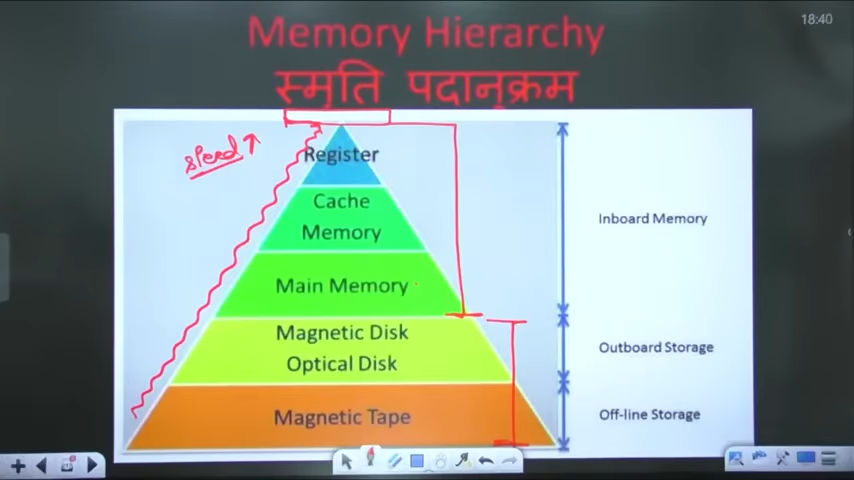 18:40
Memory Hierarchy
स्मृति पदानुक्रम
speed ↑
Register
Cache
Memory
Main Memory
Magnetic Disk
Optical Disk
Magnetic Tape
Inboard Memory
Outboard Storage
Off-line Storage